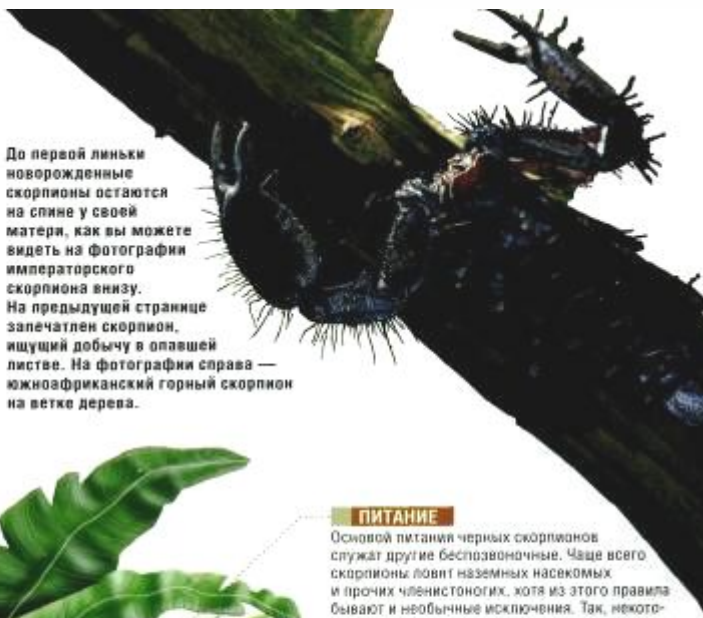 До первой линьки
новорожденные
скорпионы остаются
на спине у своей
матери, как вы можете
видеть на фотографии
императорского
скорпиона внизу.
На предыдущей странице
запечатлен скорпион,
ищущий добычу в опавшей
листве. На фотографии справа —
южноафриканский горный скорпион
на ветке дерева.
ПИТАНИЕ
Основой питания черных скорпионов
служат другие беспозвоночные. Чаще всего
скорпионы ловят наземных насекомых
и прочих членистоногих, хотя из этого правила
бывают и необычные исключения. Так, некото-